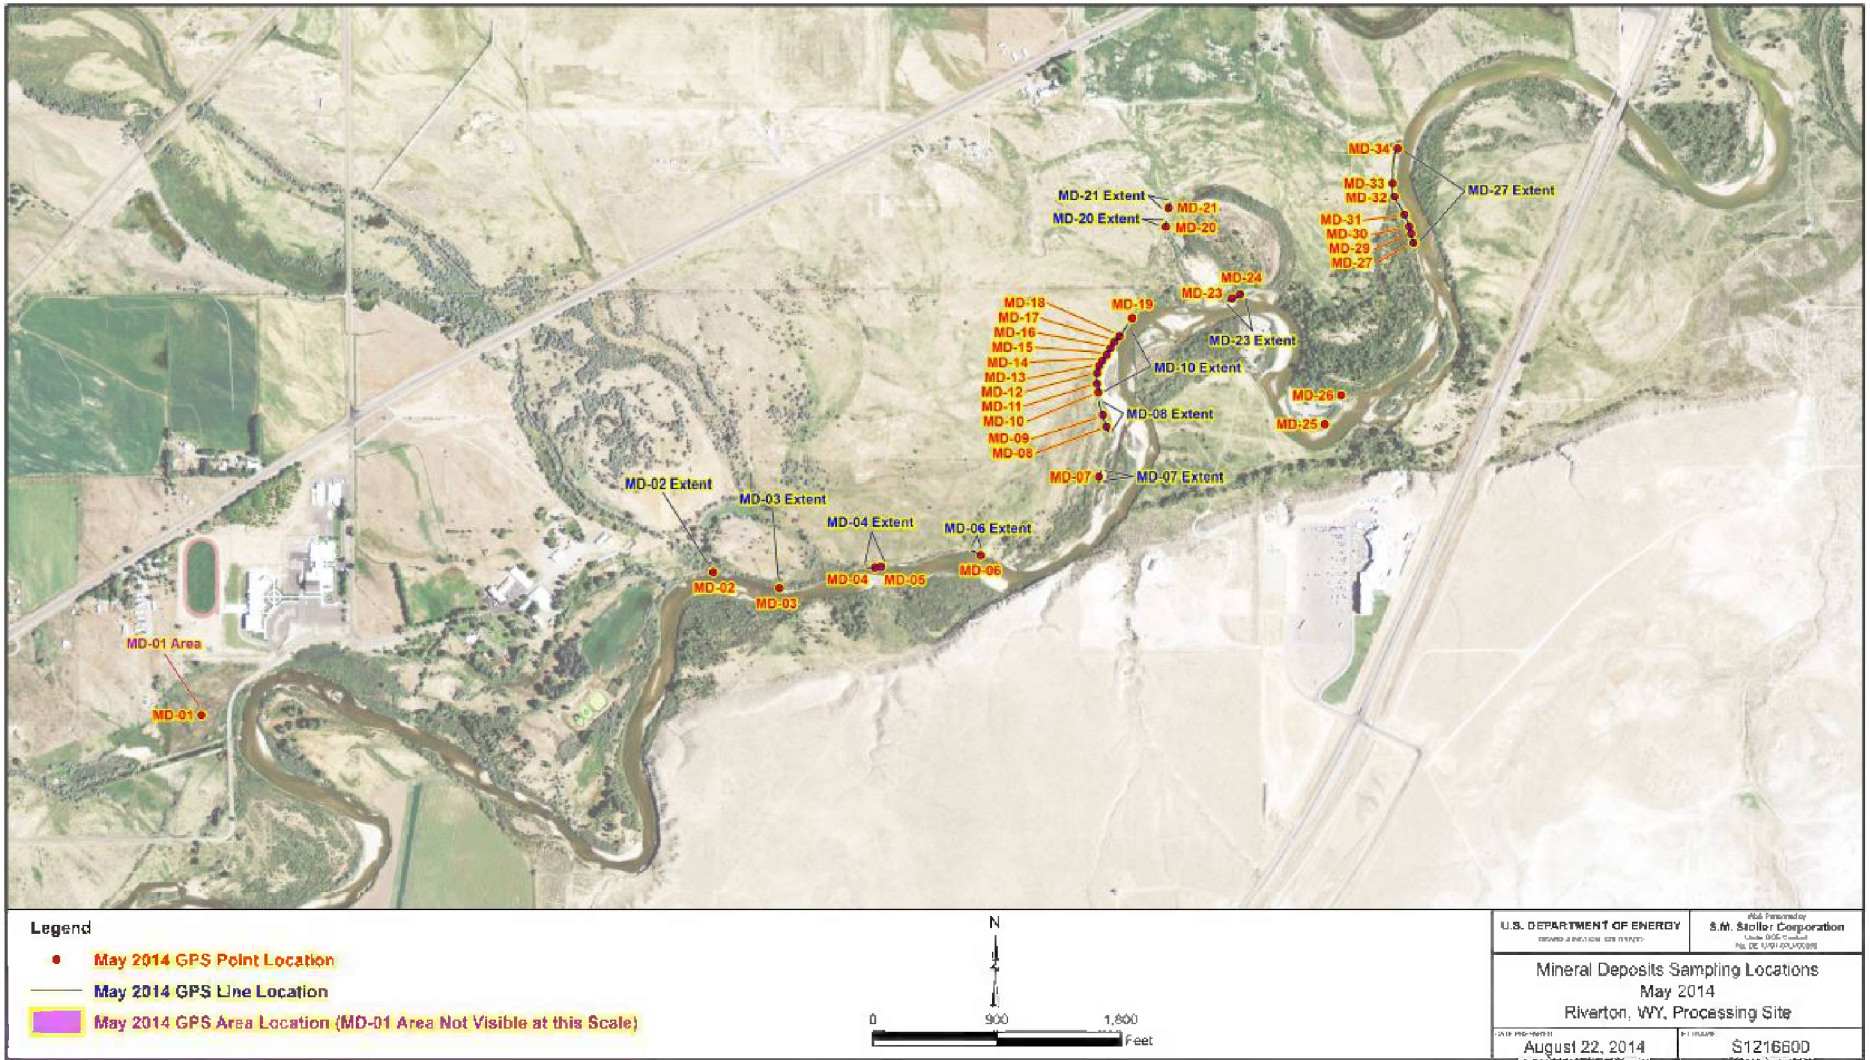 MD-34
MD-33
MD-32
MD-27 Extent
MD-31
MD-30
MD-29
MD-27
MD-21 Extent
MD-21
MD-20 Extent
MD-20
MD-24
MD-23
MD-23 Extent
MD-18
MD-19
MD-17
MD-16
MD-15
MD-14
MD-13
MD-10 Extent
MD-12
MD-11
MD-10
MD-08 Extent
MD-09
MD-08
MD-26
MD-25
MD-07
MD-07 Extent
MD-02 Extent
MD-03 Extent
MD-04 Extent
MD-06 Extent
MD-02
MD-03
MD-04
MD-05
MD-06
MD-01 Area
MD-01
Legend
May 2014 GPS Point Location
May 2014 GPS Line Location
May 2014 GPS Area Location (MD-01 Area Not Visible at this Scale)
N
0 900 1,800
Feet
U.S. DEPARTMENT OF ENERGY
Work Performed by
S.M. Stoller Corporation
Mineral Deposits Sampling Locations
May 2014
Riverton, WY, Processing Site
DATE PREPARED:
August 22, 2014
FILENAME:
S1216600